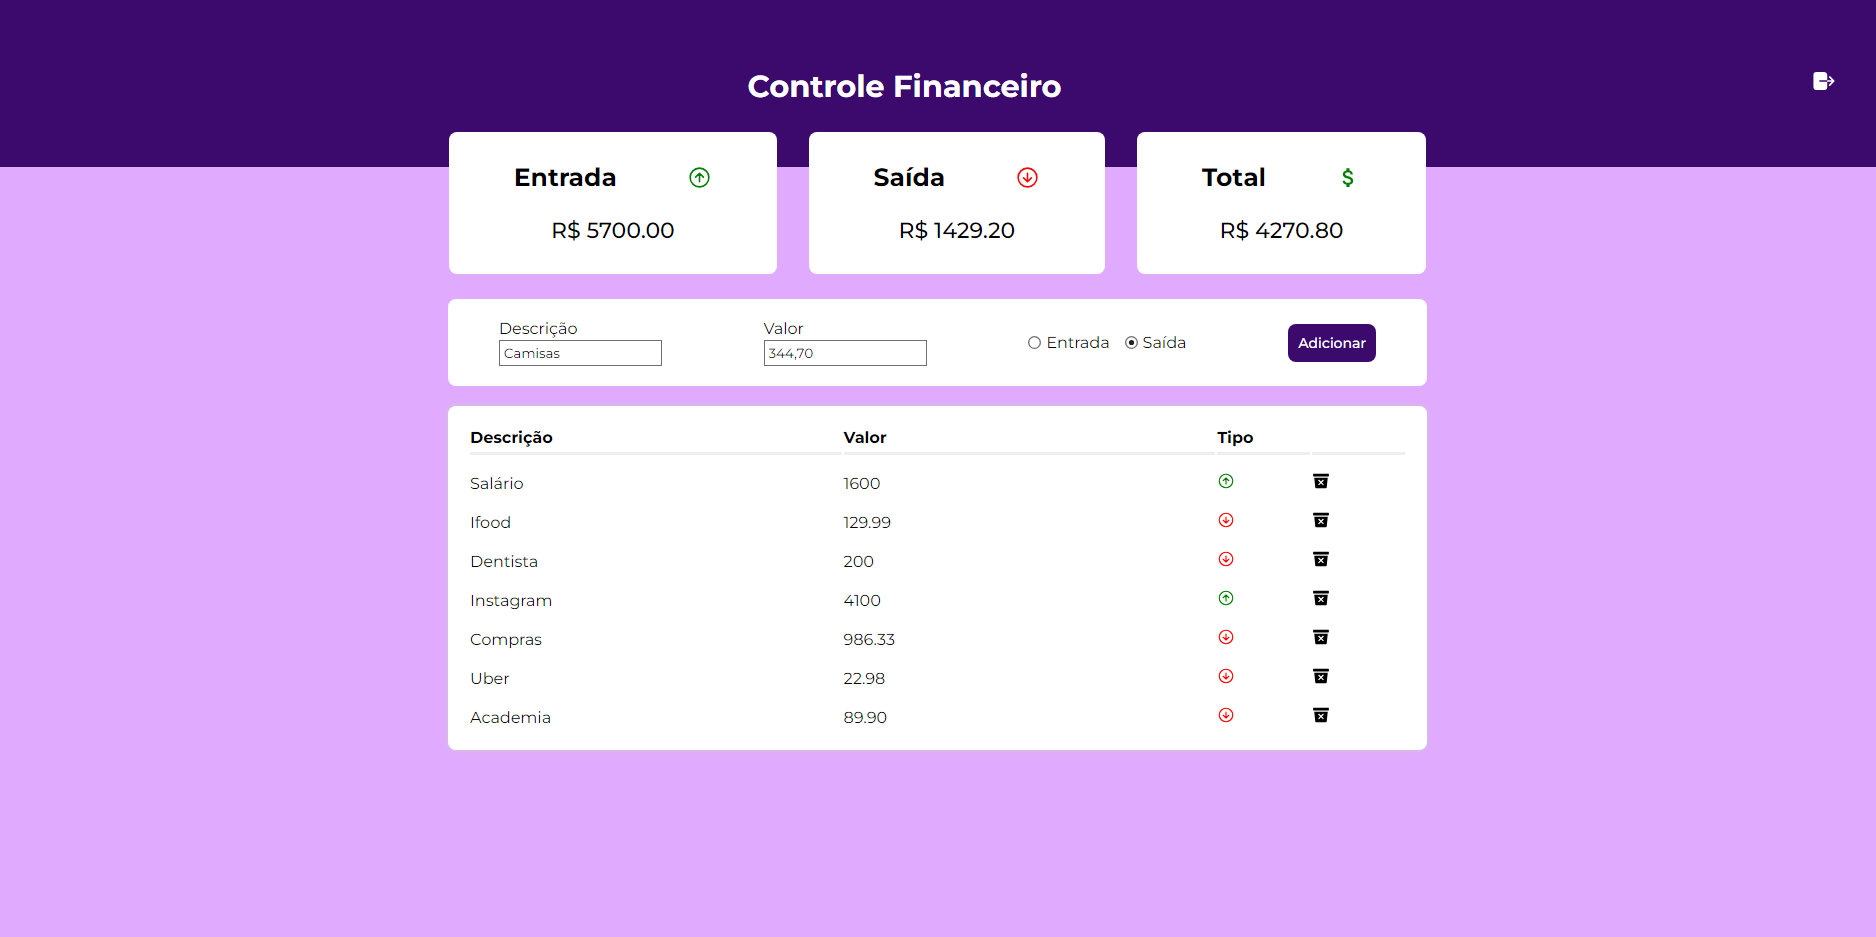 Controle Financeiro
Entrada
R$ 5700.00
Saída
R$ 1429.20
Total
$
R$ 4270.80
Descrição
Camisas
Valor
344,70
Entrada Saída
Adicionar
Descrição Valor Tipo
Salário 1600
Ifood 129.99
Dentista 200
Instagram 4100
Compras 986.33
Uber 22.98
Academia 89.90